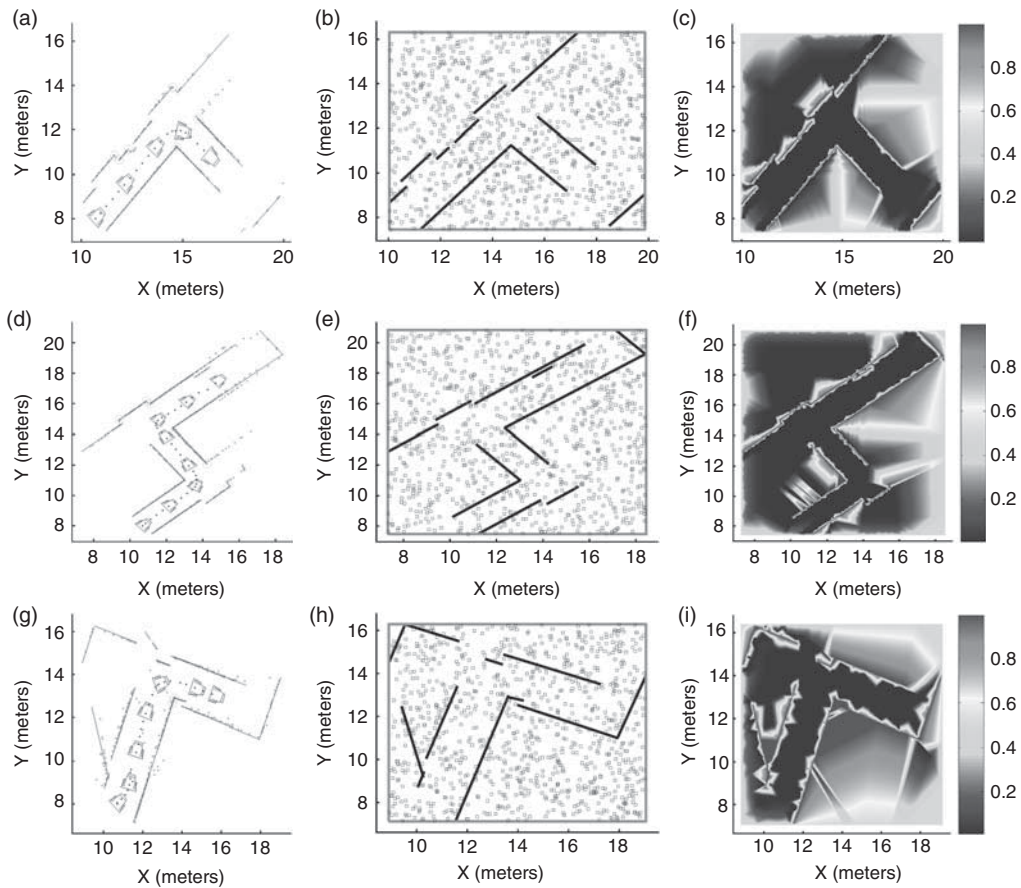 (a)
16
14
12
10
8
Y (meters)
10 15 20
X (meters)
(b)
16
14
12
10
8
Y (meters)
10 12 14 16 18 20
X (meters)
(c)
16
14
12
10
8
Y (meters)
10 15 20
X (meters)
0.8
0.6
0.4
0.2
(d)
20
18
16
14
12
10
8
Y (meters)
8 10 12 14 16 18
X (meters)
(e)
20
18
16
14
12
10
8
Y (meters)
8 10 12 14 16 18
X (meters)
(f)
20
18
16
14
12
10
8
Y (meters)
8 10 12 14 16 18
X (meters)
0.8
0.6
0.4
0.2
(g)
16
14
12
10
8
Y (meters)
10 12 14 16 18
X (meters)
(h)
16
14
12
10
8
Y (meters)
10 12 14 16 18
X (meters)
(i)
16
14
12
10
8
Y (meters)
10 12 14 16 18
X (meters)
0.8
0.6
0.4
0.2